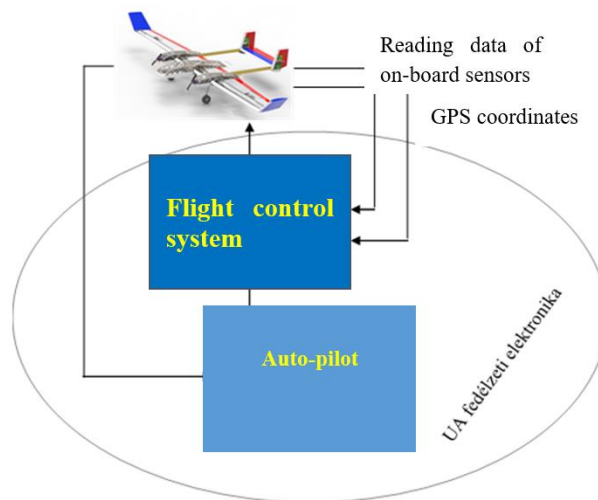 Reading data of
on-board sensors
GPS coordinates
Flight control
system
Auto-pilot
UA fedélzeti elektronika